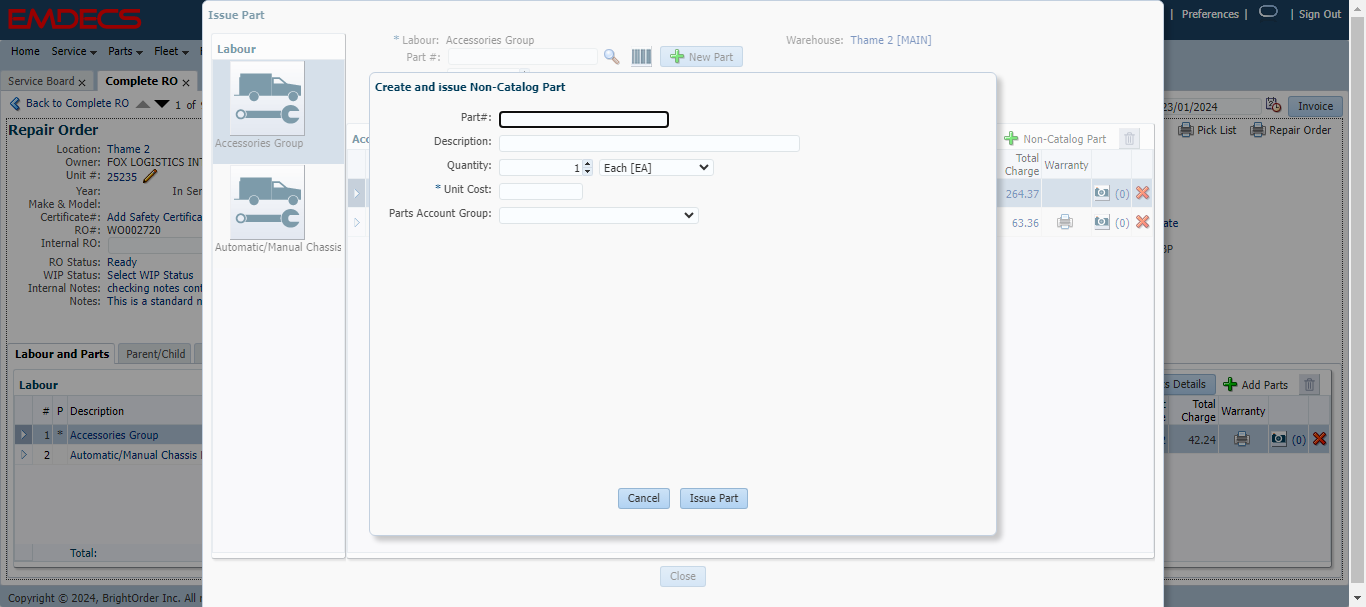 EMDECS
| Preferences | | Sign Out
Home Service Parts Fleet
Service Board x Complete RO x
Back to Complete RO 1 of
23/01/2024 Invoice
Pick List Repair Order
Repair Order
Location: Thame 2
Owner: FOX LOGISTICS INT
Unit #: 25235
Year: In Ser
Make & Model:
Certificate#: Add Safety Certifica
RO#: WO002720
Internal RO:
RO Status: Ready
WIP Status: Select WIP Status
Internal Notes: checking notes cont
Notes: This is a standard n
Labour and Parts Parent/Child
Labour
# P Description
1 * Accessories Group
2 Automatic/Manual Chassis
Total:
Copyright © 2024, BrightOrder Inc. All
Issue Part
Labour
Accessories Group
Automatic/Manual Chassis
* Labour: Accessories Group
Warehouse: Thame 2 [MAIN]
Part #: New Part
Acc
Non-Catalog Part
Total Charge Warranty
264.37 (0)
63.36 (0)
Create and issue Non-Catalog Part
Part#:
Description:
Quantity: 1 Each [EA]
* Unit Cost:
Parts Account Group:
Cancel Issue Part
Close
ate
BP
s Details Add Parts
Total Charge Warranty
42.24 (0)